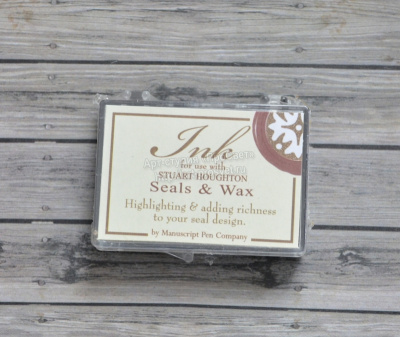 Ink
for use with
STUART HOUGHTON
Seals & Wax
Highlighting & adding richness
to your seal design.
by Manuscript Pen Company